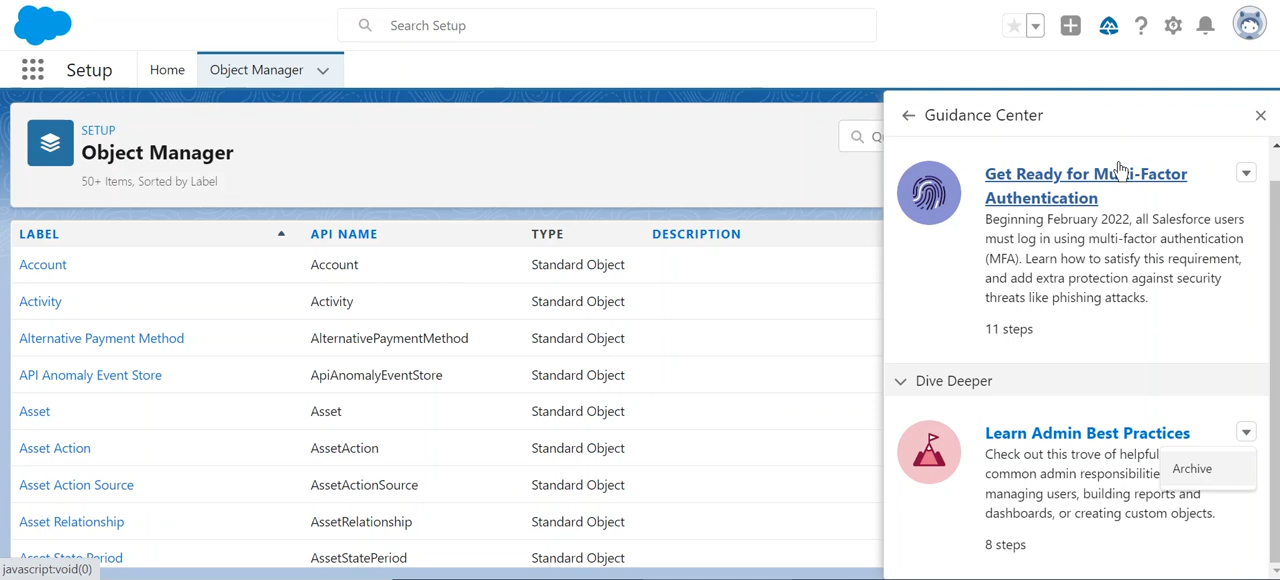 Search Setup
Setup
Home
Object Manager
SETUP
Object Manager
50+ Items, Sorted by Label
Qu
LABEL API NAME TYPE DESCRIPTION
Account Account Standard Object
Activity Activity Standard Object
Alternative Payment Method AlternativePaymentMethod Standard Object
API Anomaly Event Store ApiAnomalyEventStore Standard Object
Asset Asset Standard Object
Asset Action AssetAction Standard Object
Asset Action Source AssetActionSource Standard Object
Asset Relationship AssetRelationship Standard Object
Asset State Period AssetStatePeriod Standard Object
javascript:void(0)
Guidance Center
Get Ready for Multi-Factor
Authentication
Beginning February 2022, all Salesforce users
must log in using multi-factor authentication
(MFA). Learn how to satisfy this requirement,
and add extra protection against security
threats like phishing attacks.
11 steps
Dive Deeper
Learn Admin Best Practices
Check out this trove of helpful
common admin responsibilitie
managing users, building reports and
dashboards, or creating custom objects.
Archive
8 steps